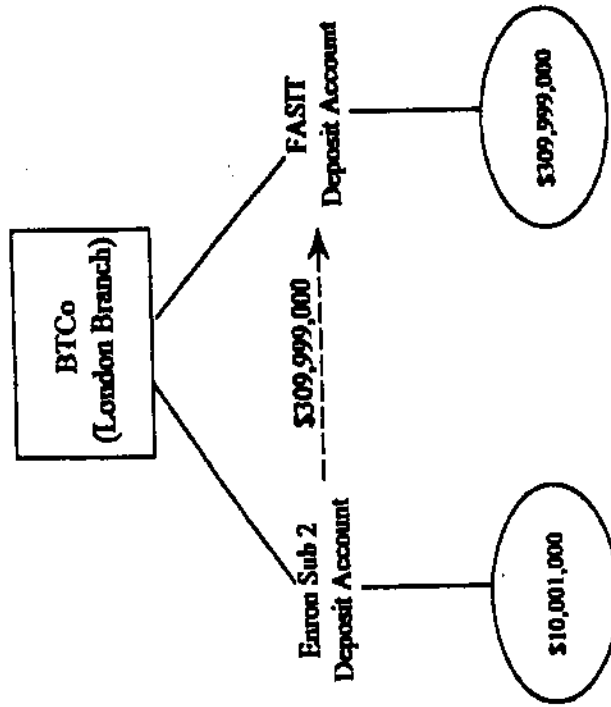 BTCo
(London Branch)
Enron Sub 2
Deposit Account
$309,999,000
FASIT
Deposit Account
$10,001,000
$309,999,000